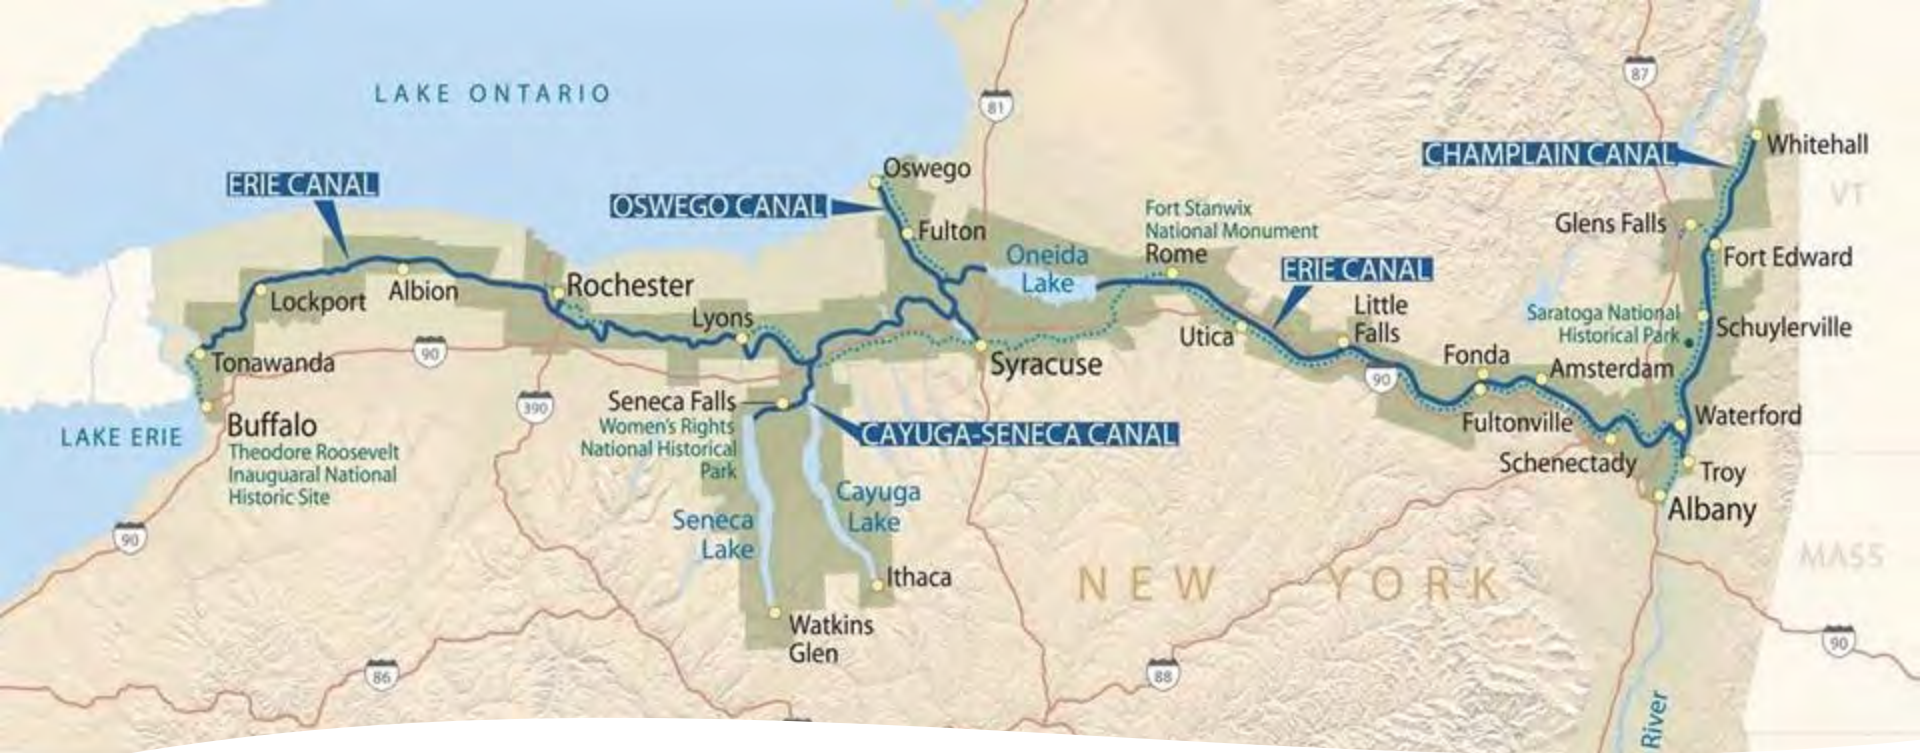 LAKE ONTARIO
87
81
CHAMPLAIN CANAL
Whitehall
VT
ERIE CANAL
OSWEGO CANAL
Oswego
Fulton
Fort Stanwix
National Monument
Rome
Glens Falls
Fort Edward
Oneida
Lake
ERIE CANAL
Rochester
Lockport
Albion
Lyons
Little
Falls
Utica
Saratoga National
Historical Park
Schuylerville
Tonawanda
90
Syracuse
90
Fonda
Amsterdam
390
Seneca Falls
Women's Rights
National Historical
Park
CAYUGA-SENECA CANAL
Fultonville
Waterford
LAKE ERIE
Buffalo
Theodore Roosevelt
Inauguaral National
Historic Site
Schenectady
Troy
Albany
90
Seneca
Lake
Cayuga
Lake
Ithaca
NEW YORK
MASS
Watkins
Glen
86
88
90
River